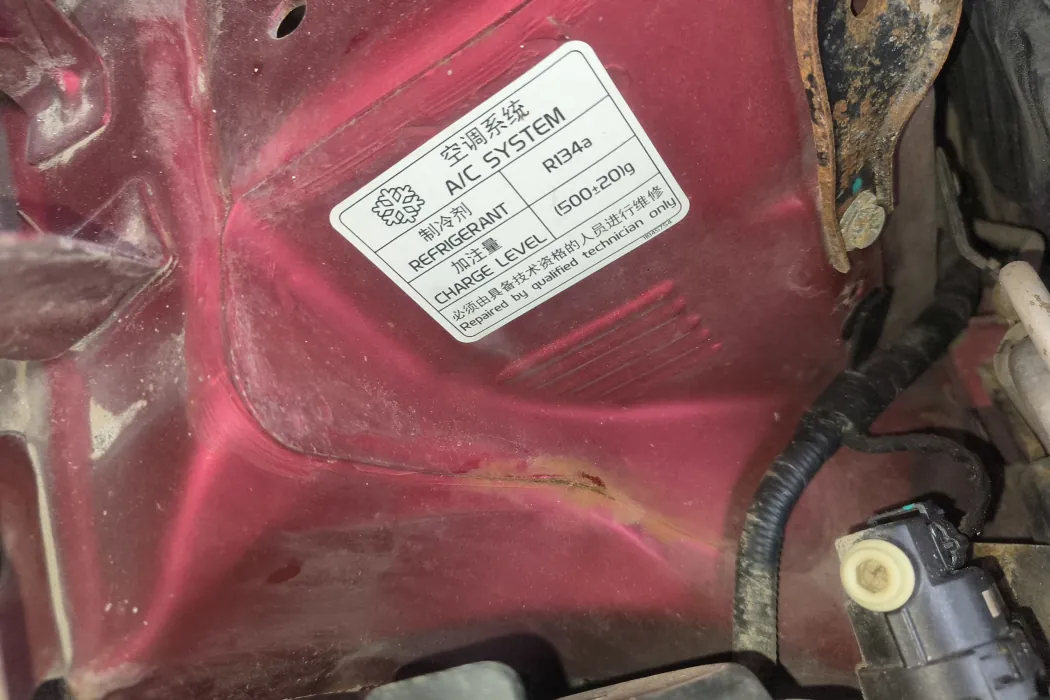 空调系统
A/C SYSTEM
制冷剂
REFRIGERANT
R134a
加注量
CHARGE LEVEL
(500±20)g
必须由具备技术资格的人员进行维修
Repaired by qualified technician only